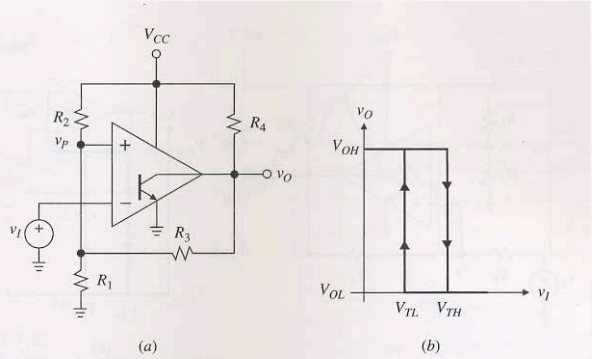 V_CC
R_2
R_4
v_P
+
−
v_O
v_I
+
R_3
R_1
(a)
v_O
V_OH
V_OL
V_TL
V_TH
v_I
(b)